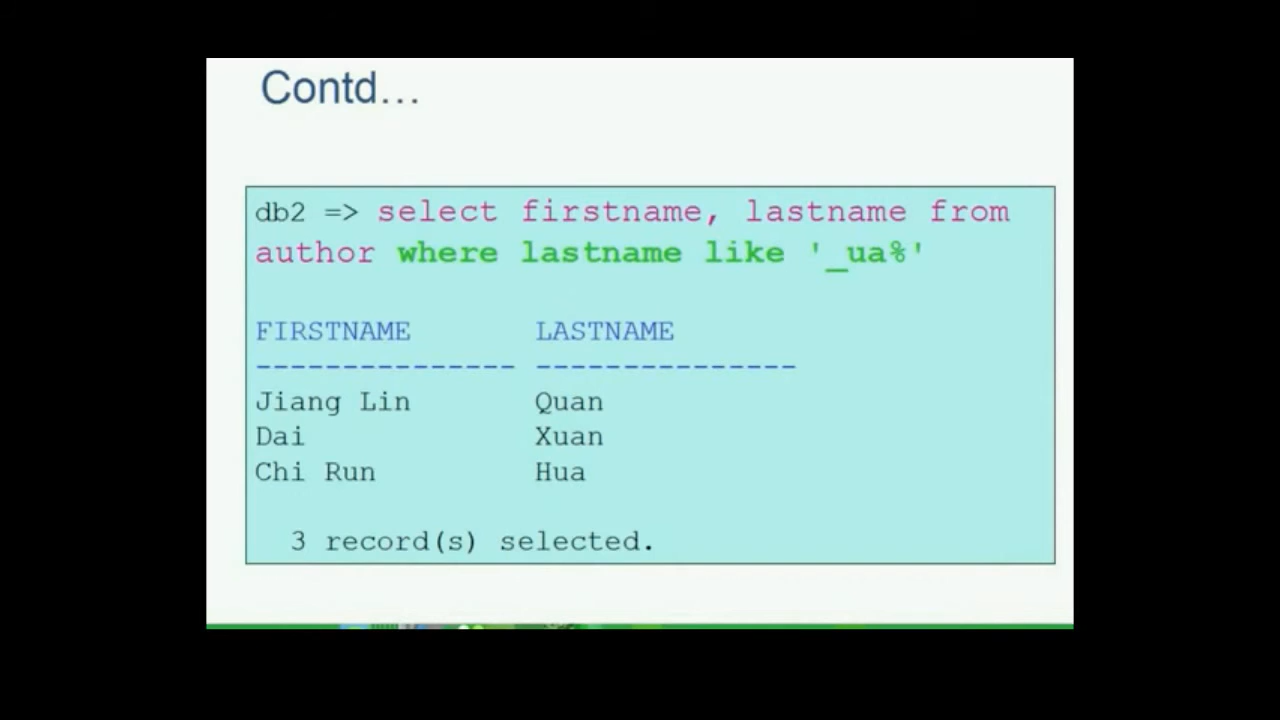 Contd...
db2 => select firstname, lastname from
author where lastname like '_ua%'
FIRSTNAME LASTNAME
--------------- ---------------
Jiang Lin Quan
Dai Xuan
Chi Run Hua
3 record(s) selected.